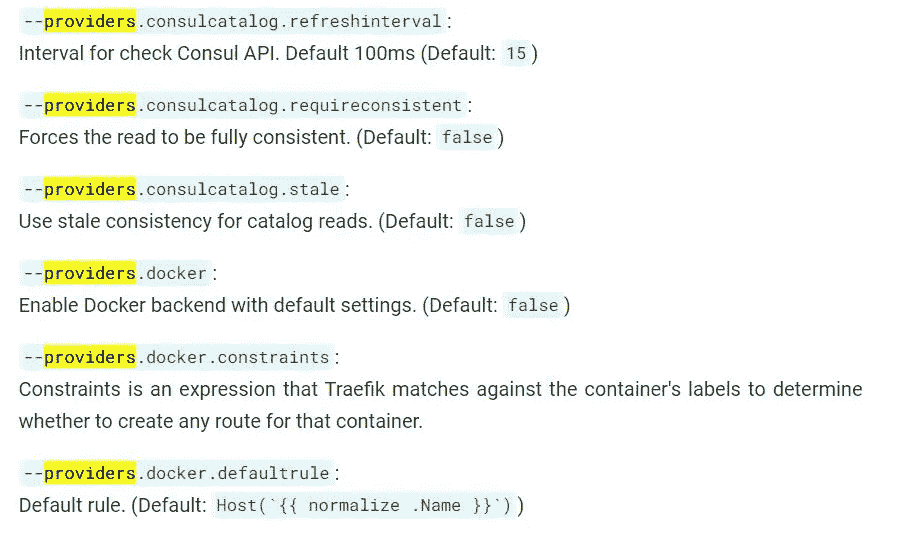 --providers.consulcatalog.refreshinterval:
Interval for check Consul API. Default 100ms (Default: 15)
--providers.consulcatalog.requireconsistent:
Forces the read to be fully consistent. (Default: false)
--providers.consulcatalog.stale:
Use stale consistency for catalog reads. (Default: false)
--providers.docker:
Enable Docker backend with default settings. (Default: false)
--providers.docker.constraints:
Constraints is an expression that Traefik matches against the container's labels to determine
whether to create any route for that container.
--providers.docker.defaultrule:
Default rule. (Default: Host(`{{ normalize .Name }}`))